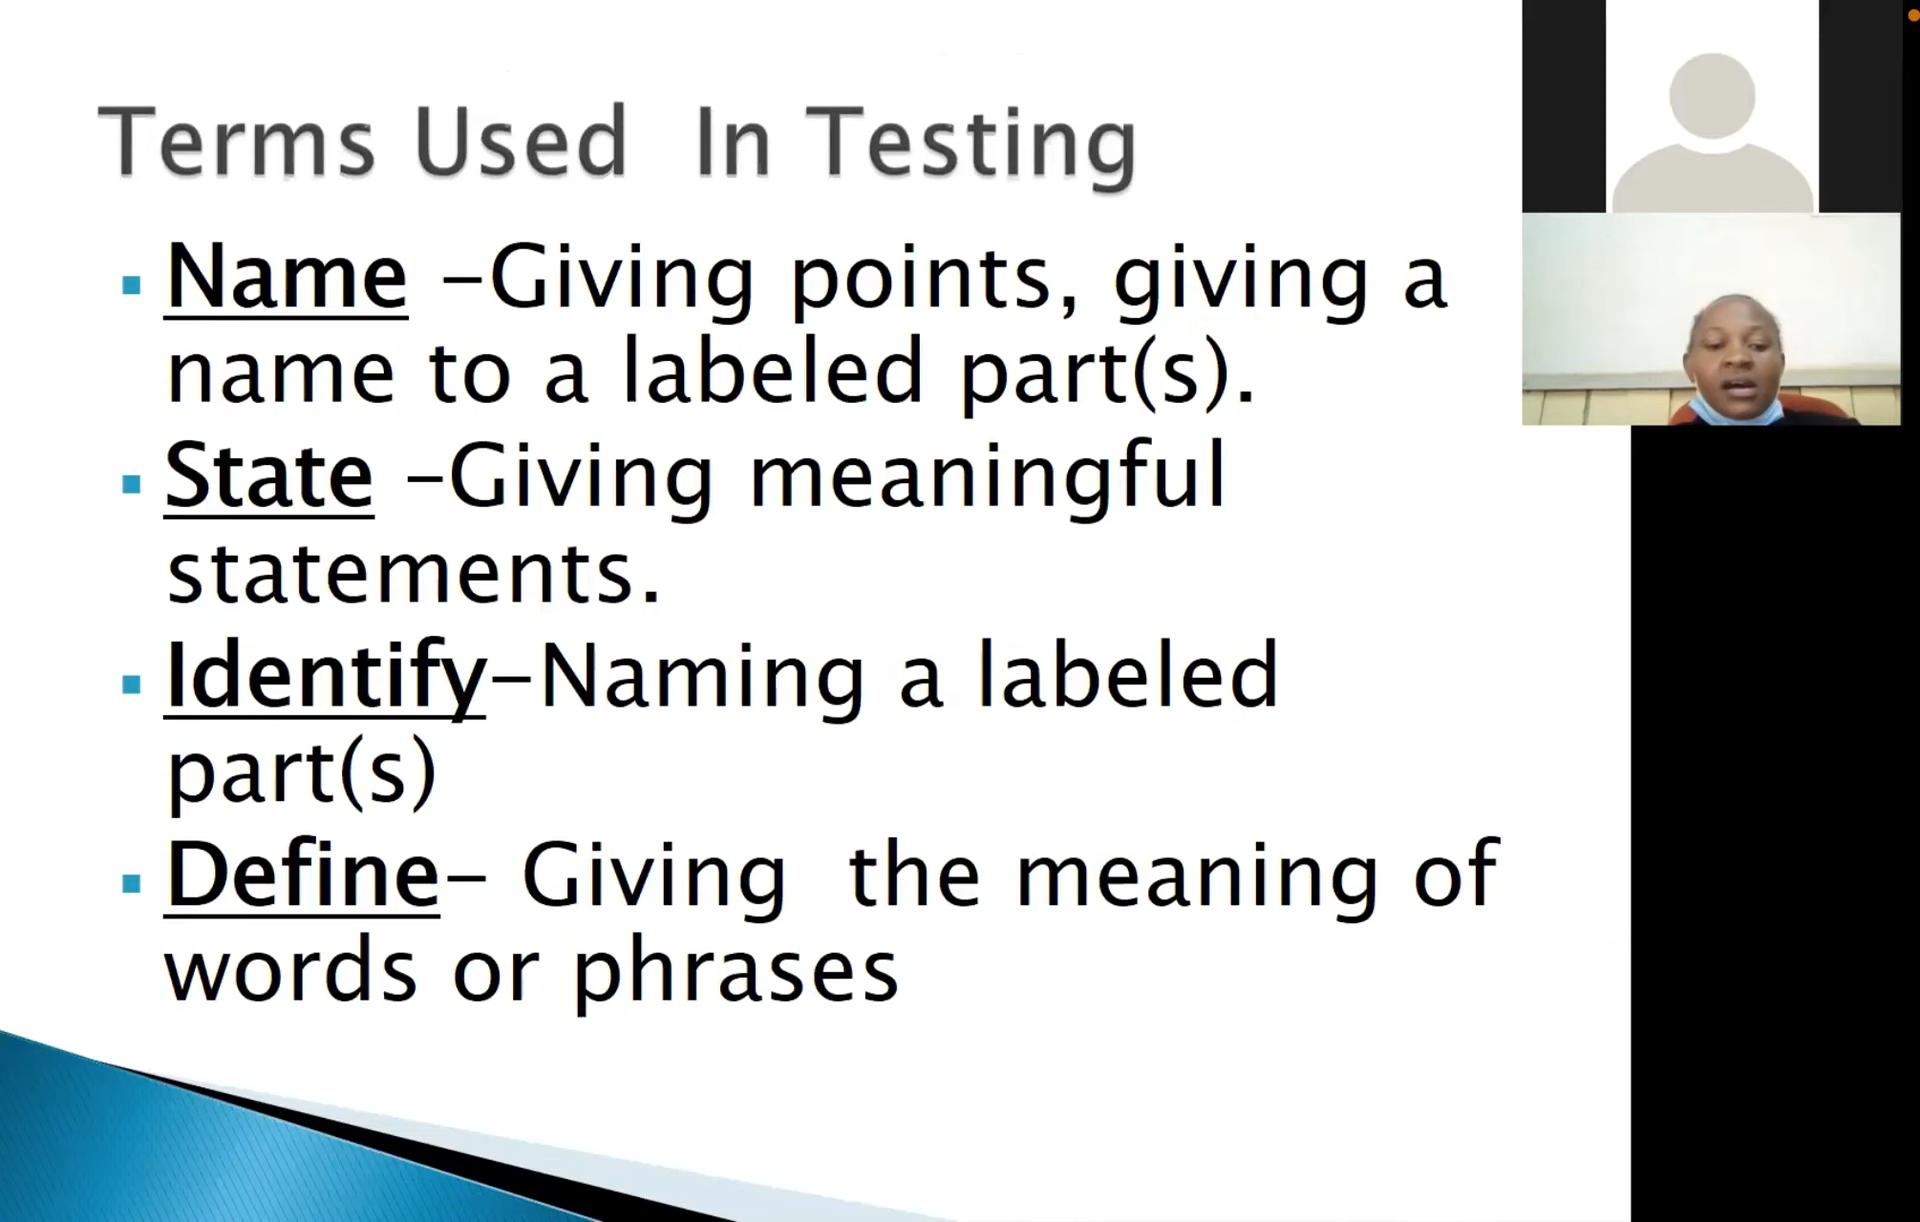 Terms Used In Testing
Name -Giving points, giving a
name to a labeled part(s).
State -Giving meaningful
statements.
Identify-Naming a labeled
part(s)
Define- Giving the meaning of
words or phrases